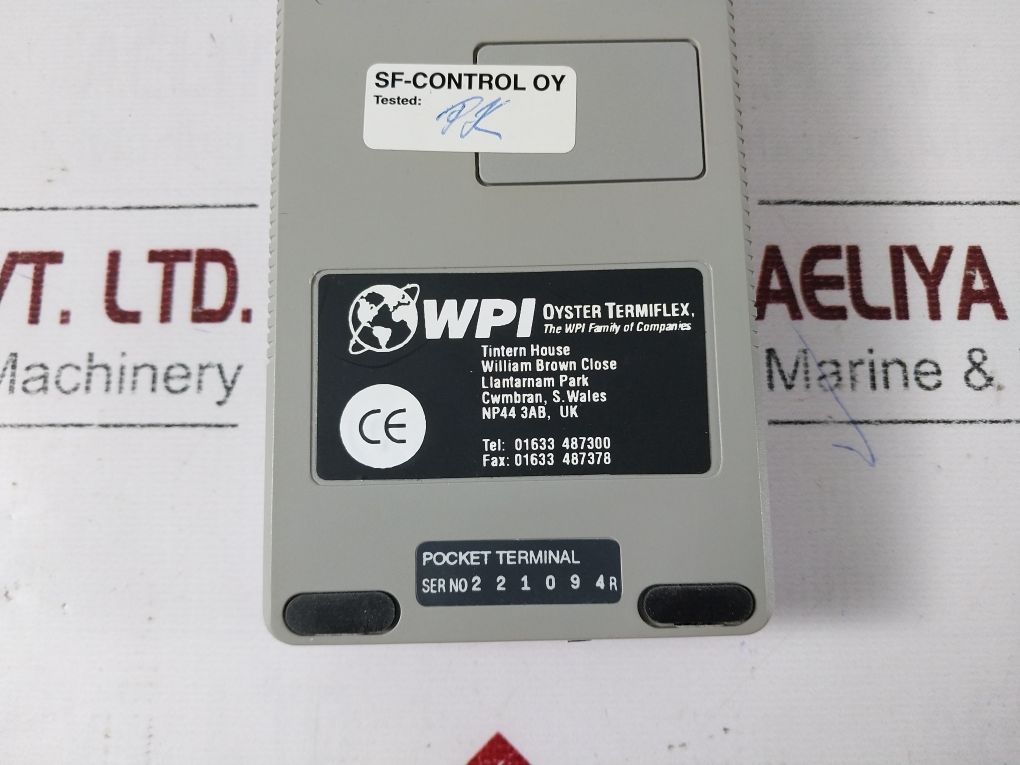 SF-CONTROL OY
Tested:
VT. LTD.
Machinery
AELIYA
Marine &
WPI OYSTER TERMIFLEX,
The WPI Family of Companies
Tintern House
William Brown Close
Llantarnam Park
Cwmbran, S. Wales
NP44 3AB, UK
Tel: 01633 487300
Fax: 01633 487378
CE
POCKET TERMINAL
SER NO 2 2 1 0 9 4 R